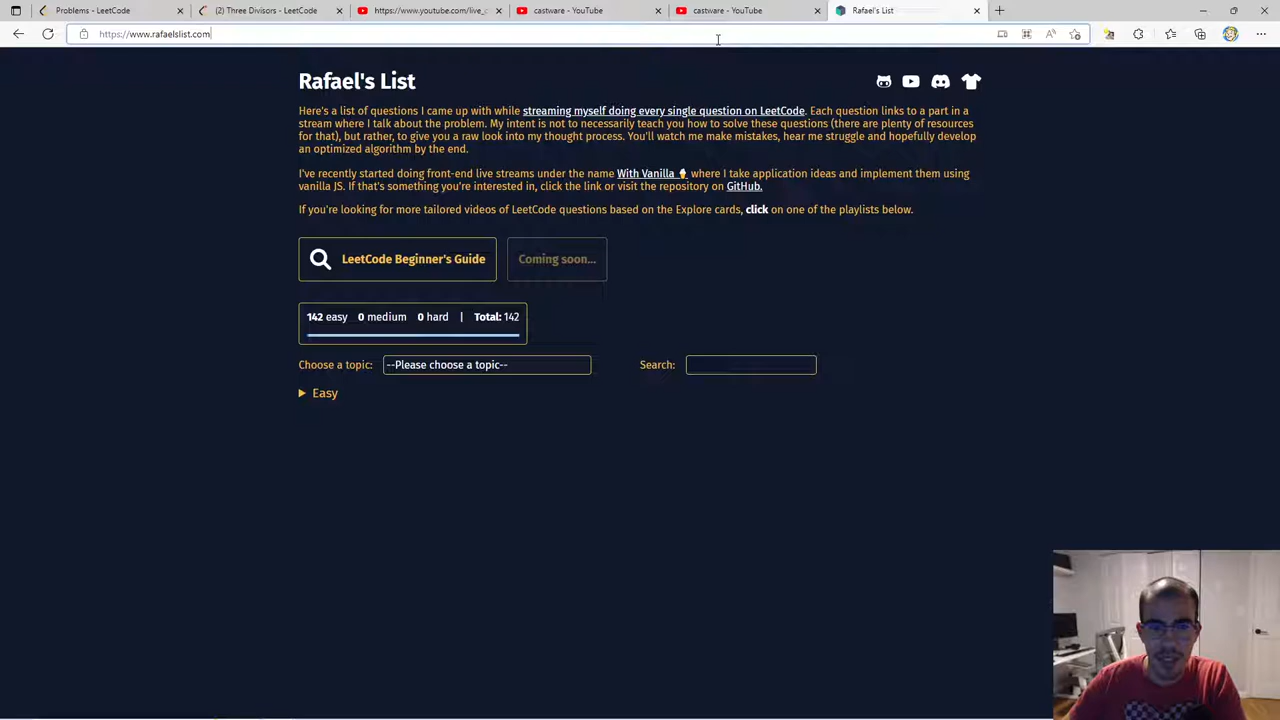 Problems - LeetCode
(2) Three Divisors - LeetCode
https://www.youtube.com/live_c
castware - YouTube
castware - YouTube
Rafael's List
https://www.rafaelslist.com
Rafael's List
Here's a list of questions I came up with while streaming myself doing every single question on LeetCode. Each question links to a part in a
stream where I talk about the problem. My intent is not to necessarily teach you how to solve these questions (there are plenty of resources
for that), but rather, to give you a raw look into my thought process. You'll watch me make mistakes, hear me struggle and hopefully develop
an optimized algorithm by the end.
I've recently started doing front-end live streams under the name With Vanilla where I take application ideas and implement them using
vanilla JS. If that's something you're interested in, click the link or visit the repository on GitHub.
If you're looking for more tailored videos of LeetCode questions based on the Explore cards, click on one of the playlists below.
LeetCode Beginner's Guide
Coming soon...
142 easy 0 medium 0 hard | Total: 142
Choose a topic: --Please choose a topic-- Search:
Easy